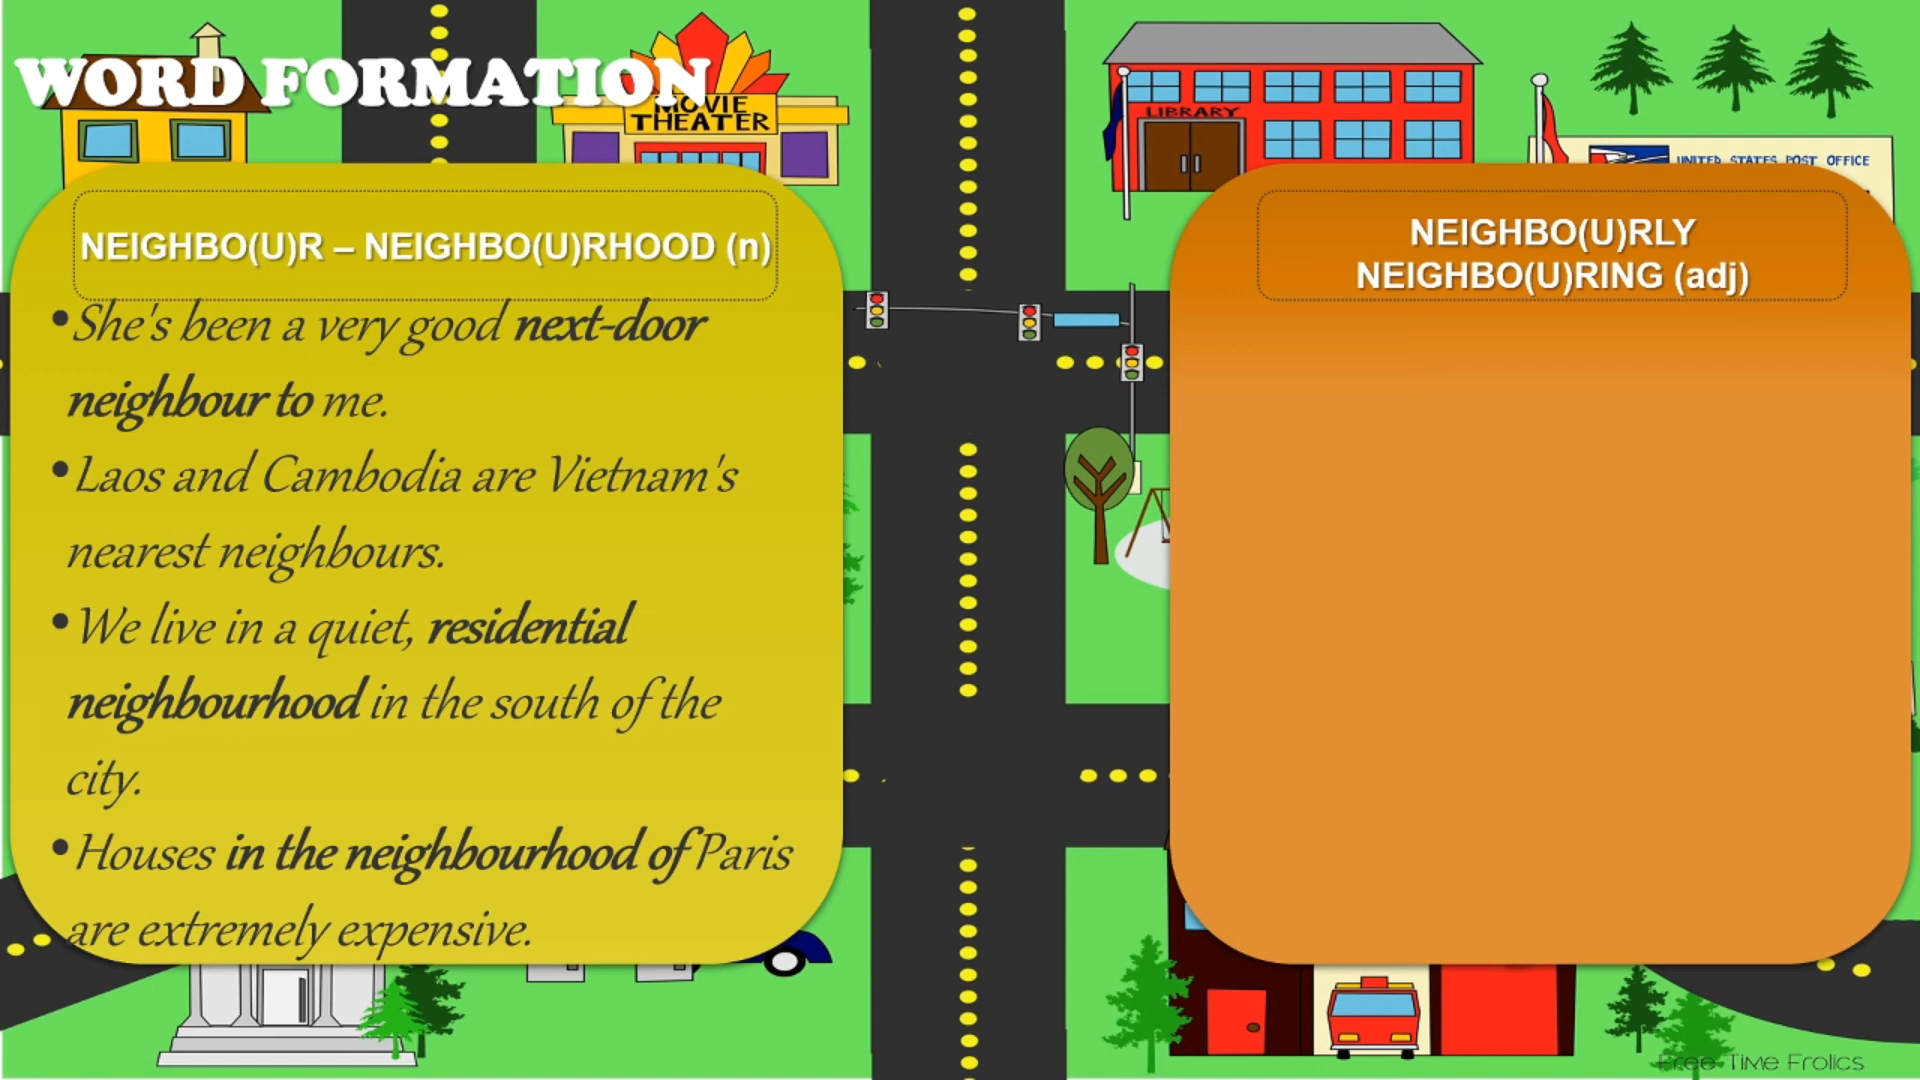 WORD FORMATION
MOVIE
THEATER
LIBRARY
UNITED STATES POST OFFICE
NEIGHBO(U)R – NEIGHBO(U)RHOOD (n)
•She's been a very good next-door
neighbour to me.
•Laos and Cambodia are Vietnam's
nearest neighbours.
•We live in a quiet, residential
neighbourhood in the south of the
city.
•Houses in the neighbourhood of Paris
are extremely expensive.
NEIGHBO(U)RLY
NEIGHBO(U)RING (adj)
Free Time Frolics